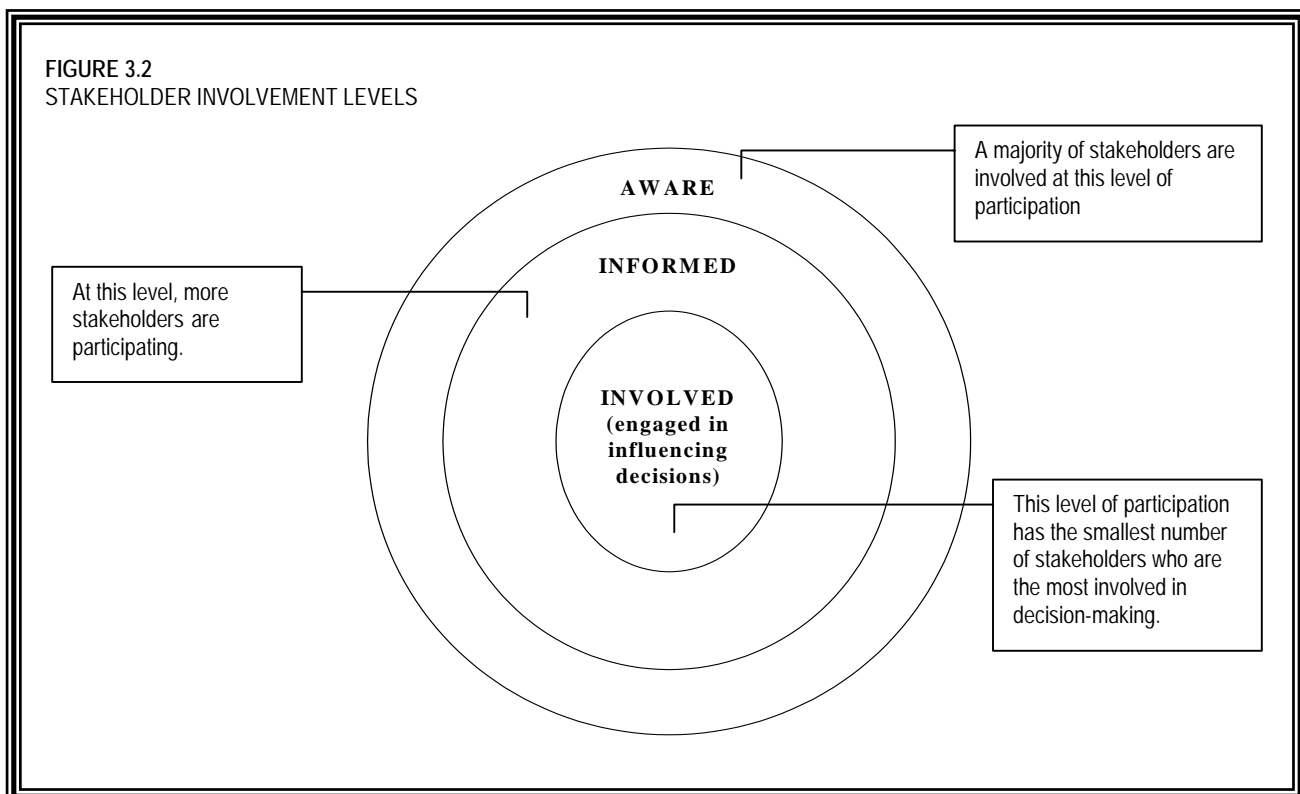 FIGURE 3.2
STAKEHOLDER INVOLVEMENT LEVELS
A majority of stakeholders are
involved at this level of
participation
AWARE
INFORMED
At this level, more
stakeholders are
participating.
INVOLVED
(engaged in
influencing
decisions)
This level of participation
has the smallest number
of stakeholders who are
the most involved in
decision-making.